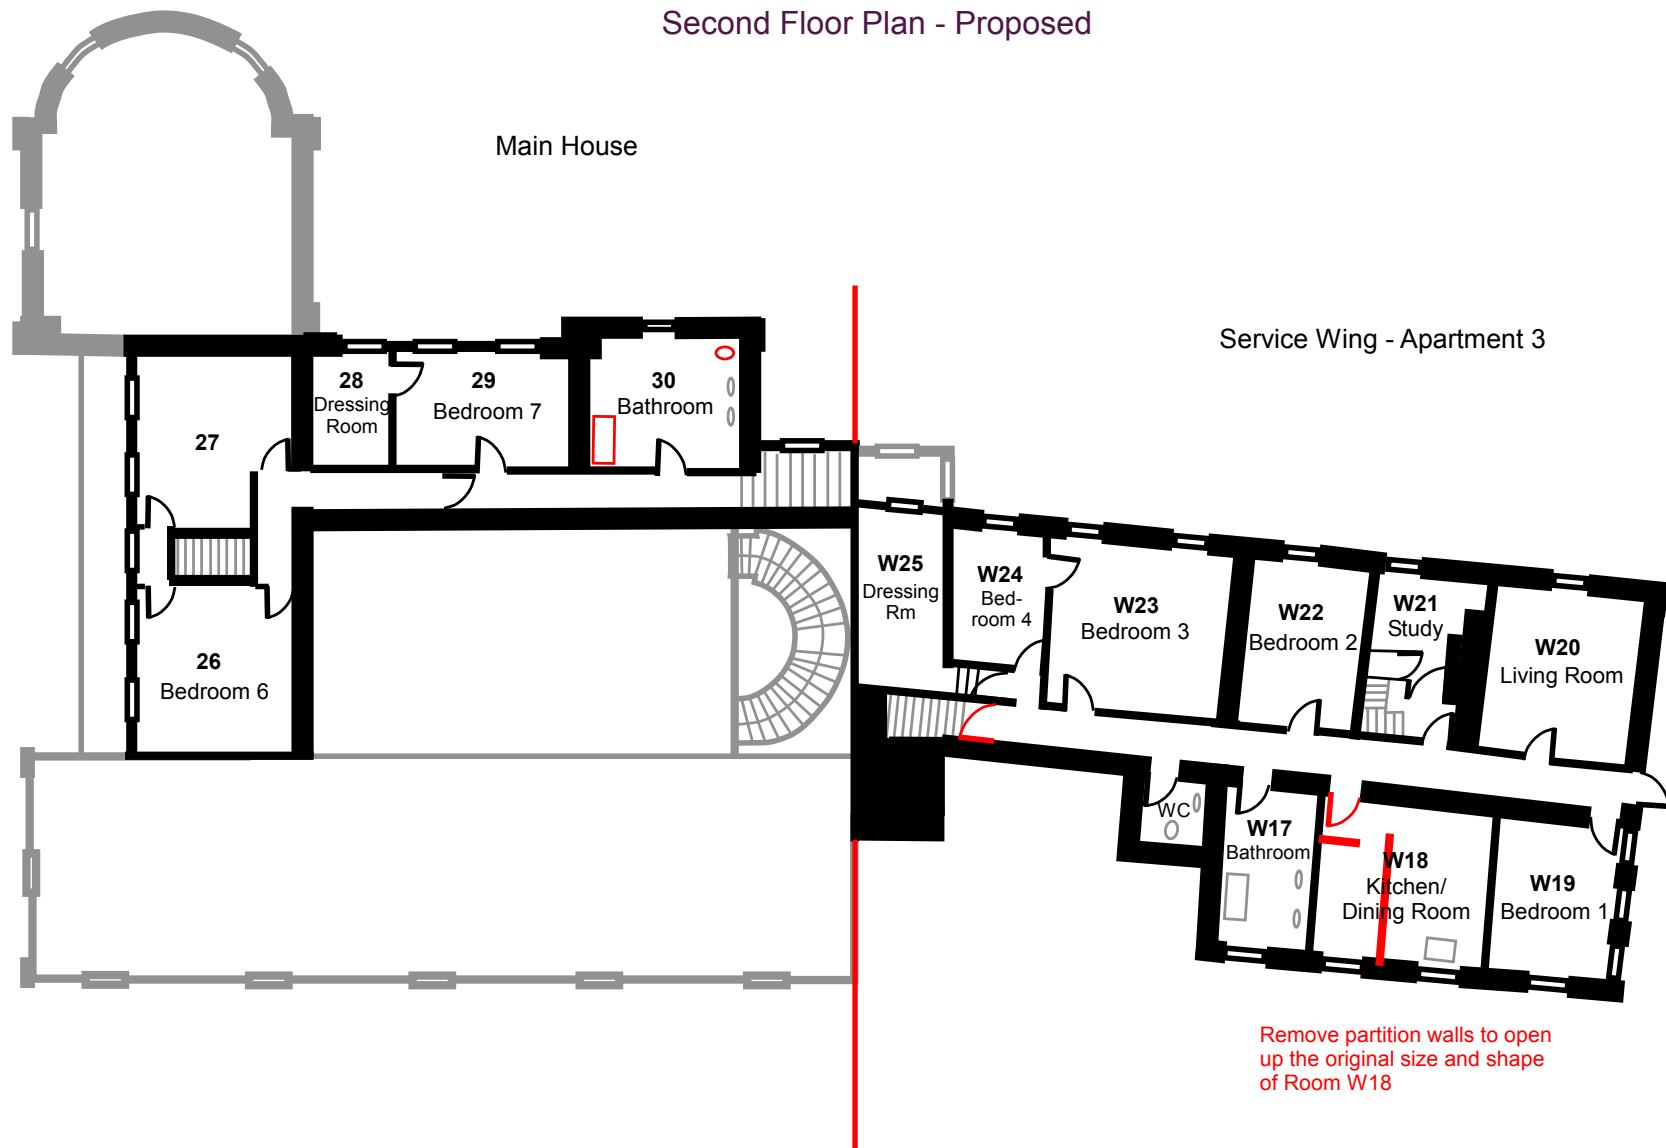 Second Floor Plan - Proposed
Main House
Service Wing - Apartment 3
28
Dressing
Room
29
Bedroom 7
30
Bathroom
27
26
Bedroom 6
W25
Dressing
Rm
W24
Bed-
room 4
W23
Bedroom 3
W22
Bedroom 2
W21
Study
W20
Living Room
WC
W17
Bathroom
W18
Kitchen/
Dining Room
W19
Bedroom 1
Remove partition walls to open
up the original size and shape
of Room W18